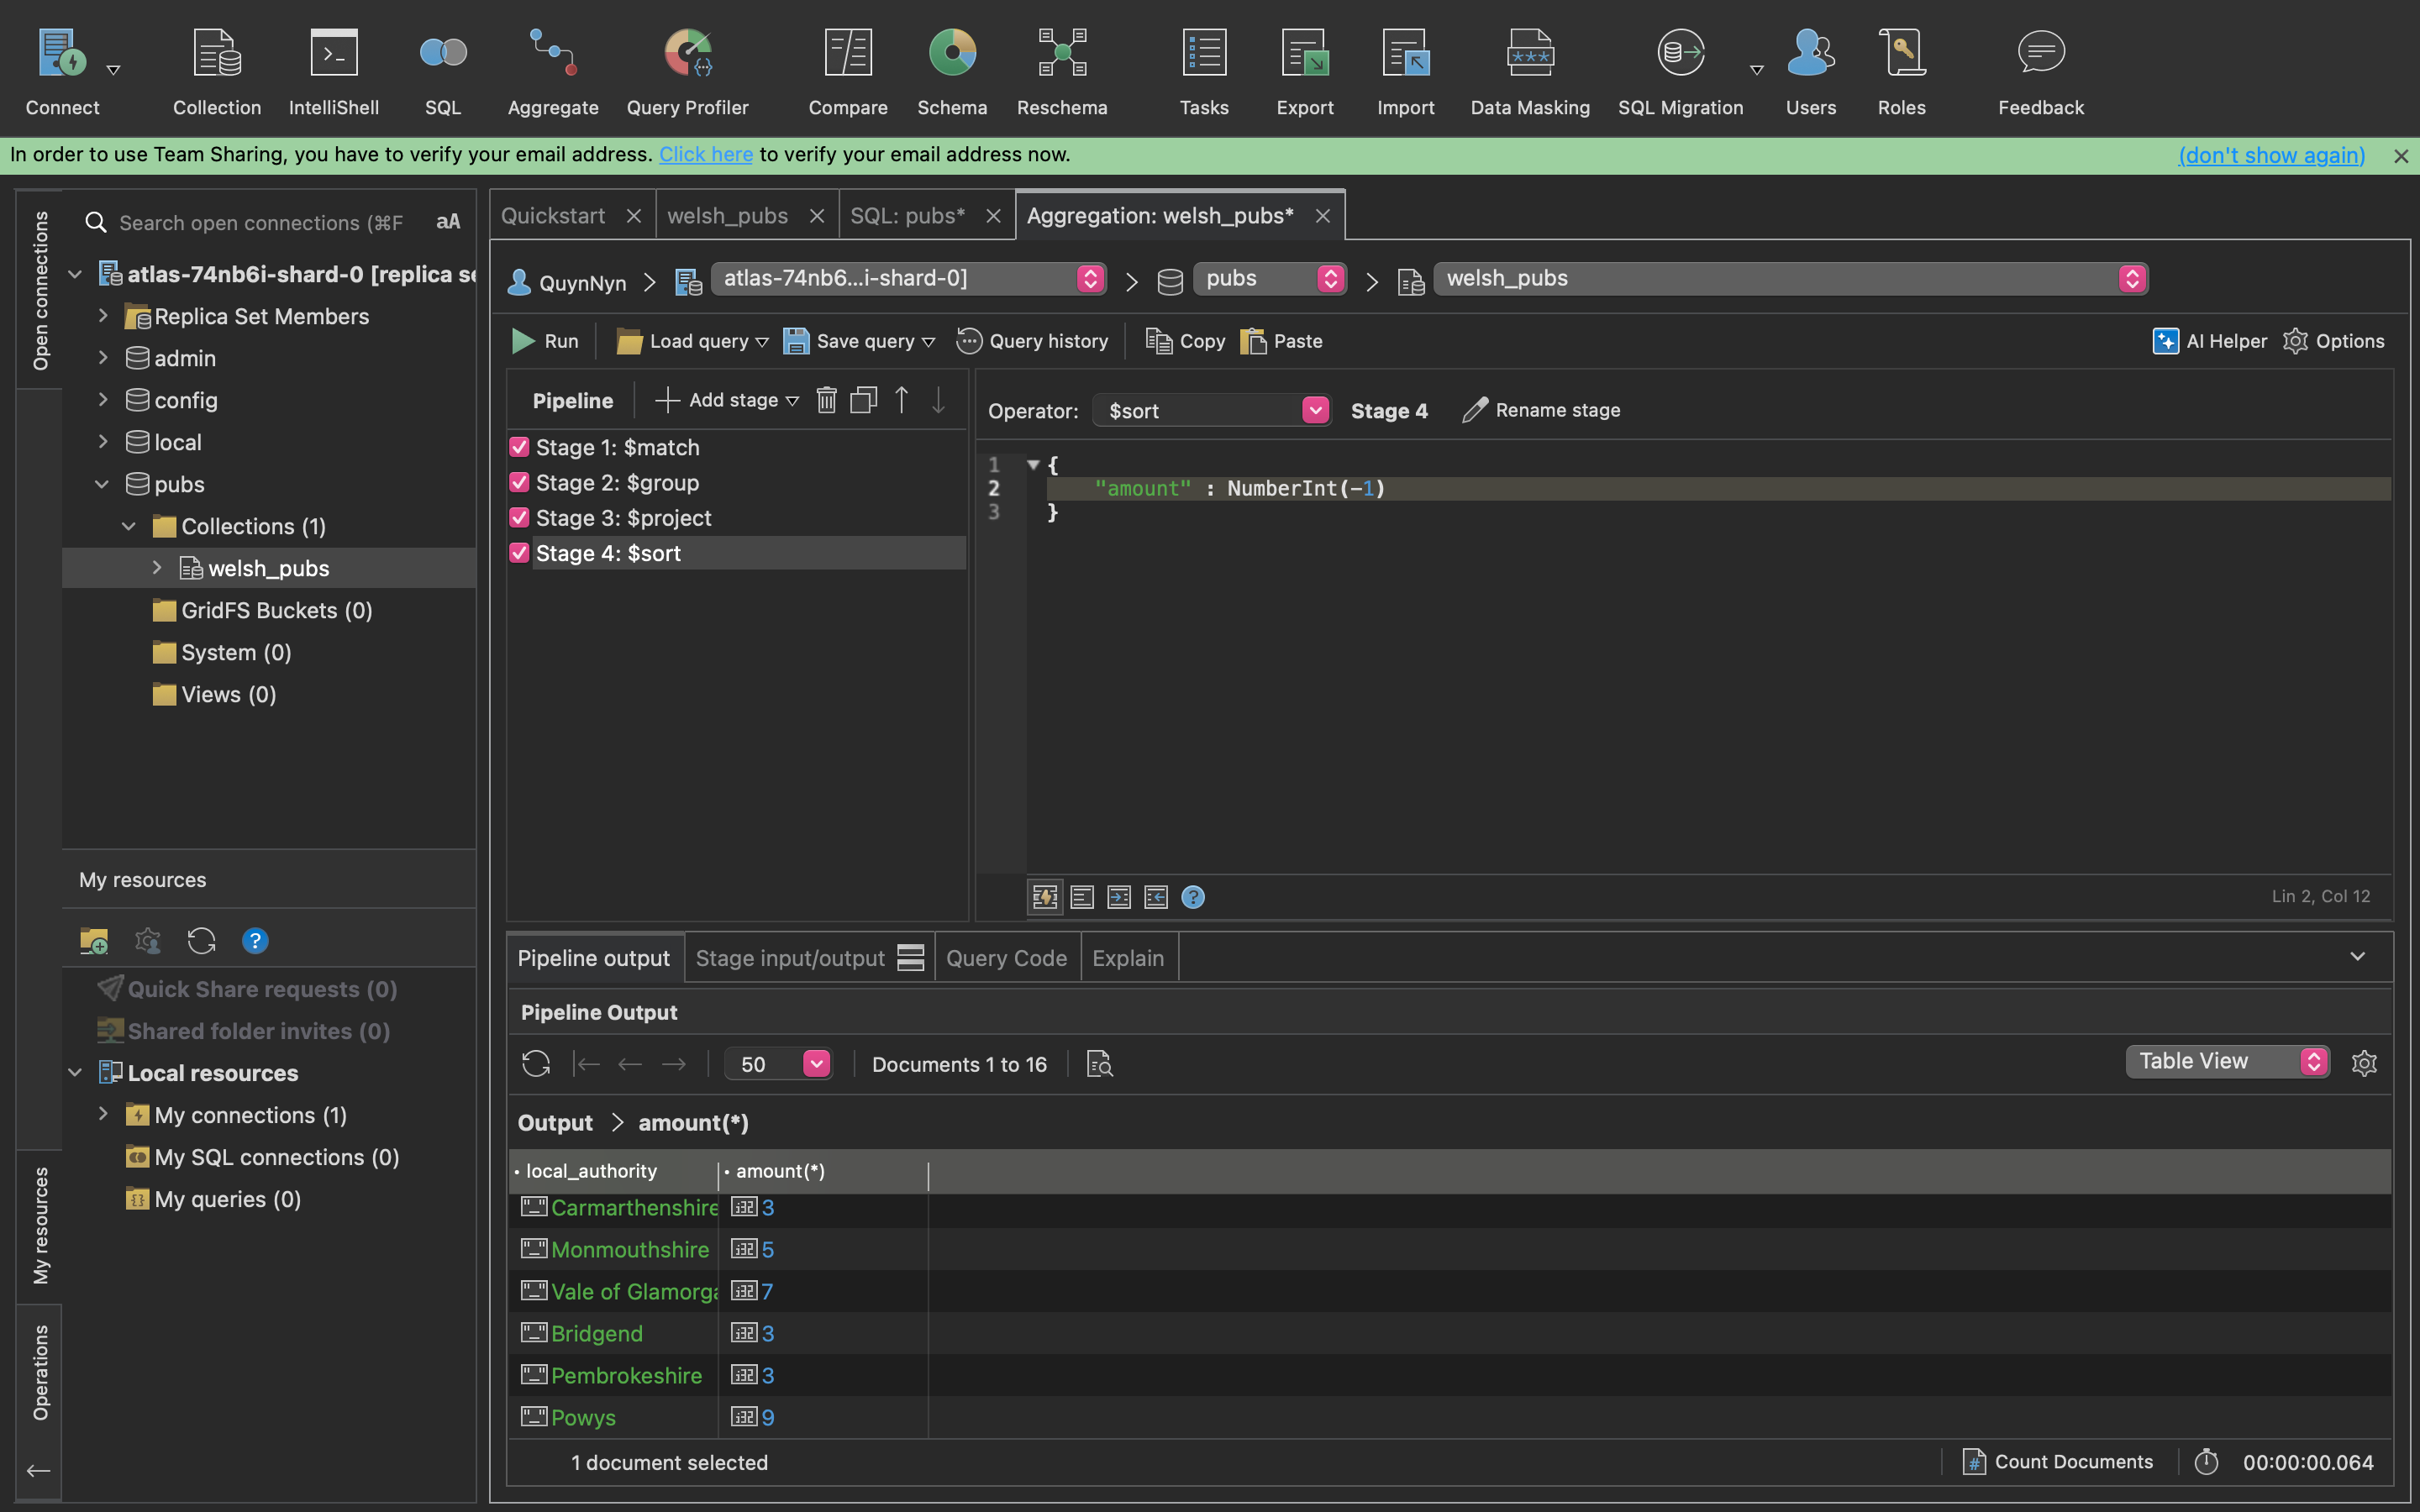 Connect
Collection
IntelliShell
SQL
Aggregate
Query Profiler
Compare
Schema
Reschema
Tasks
Export
Import
Data Masking
SQL Migration
Users
Roles
Feedback
In order to use Team Sharing, you have to verify your email address. Click here to verify your email address now.
(don't show again)
Open connections
Search open connections (⌘F
aA
atlas-74nb6i-shard-0 [replica se
Replica Set Members
admin
config
local
pubs
Collections (1)
welsh_pubs
GridFS Buckets (0)
System (0)
Views (0)
My resources
Quick Share requests (0)
Shared folder invites (0)
Local resources
My connections (1)
My SQL connections (0)
My queries (0)
My resources
Operations
Quickstart
welsh_pubs
SQL: pubs*
Aggregation: welsh_pubs*
QuynNyn
atlas-74nb6...i-shard-0]
pubs
welsh_pubs
Run
Load query
Save query
Query history
Copy
Paste
AI Helper
Options
Pipeline
Add stage
Stage 1: $match
Stage 2: $group
Stage 3: $project
Stage 4: $sort
Operator:
$sort
Stage 4
Rename stage
1 {
2 "amount" : NumberInt(-1)
3 }
Lin 2, Col 12
Pipeline output
Stage input/output
Query Code
Explain
Pipeline Output
50
Documents 1 to 16
Table View
Output > amount(*)
local_authority
amount(*)
Carmarthenshire
i32 3
Monmouthshire
i32 5
Vale of Glamorga
i32 7
Bridgend
i32 3
Pembrokeshire
i32 3
Powys
i32 9
1 document selected
Count Documents
00:00:00.064